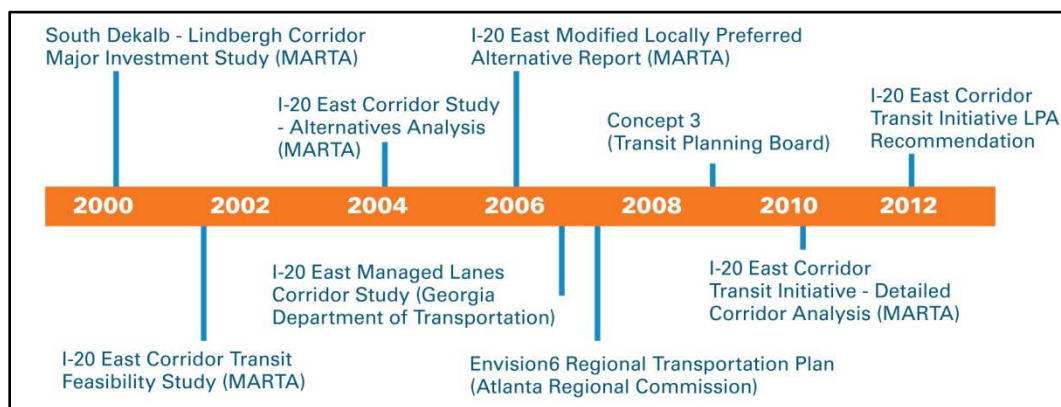 South Dekalb - Lindbergh Corridor
Major Investment Study (MARTA)
I-20 East Modified Locally Preferred
Alternative Report (MARTA)
I-20 East Corridor Study
- Alternatives Analysis
(MARTA)
Concept 3
(Transit Planning Board)
I-20 East Corridor
Transit Initiative LPA
Recommendation
2000 2002 2004 2006 2008 2010 2012
I-20 East Managed Lanes
Corridor Study (Georgia
Department of Transportation)
I-20 East Corridor
Transit Initiative - Detailed
Corridor Analysis (MARTA)
I-20 East Corridor Transit
Feasibility Study (MARTA)
Envision6 Regional Transportation Plan
(Atlanta Regional Commission)